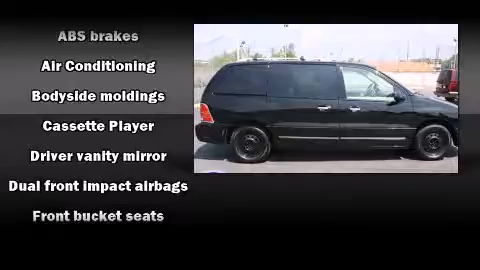 ABS brakes
Air Conditioning
Bodyside moldings
Cassette Player
Driver vanity mirror
Dual front impact airbags
Front bucket seats